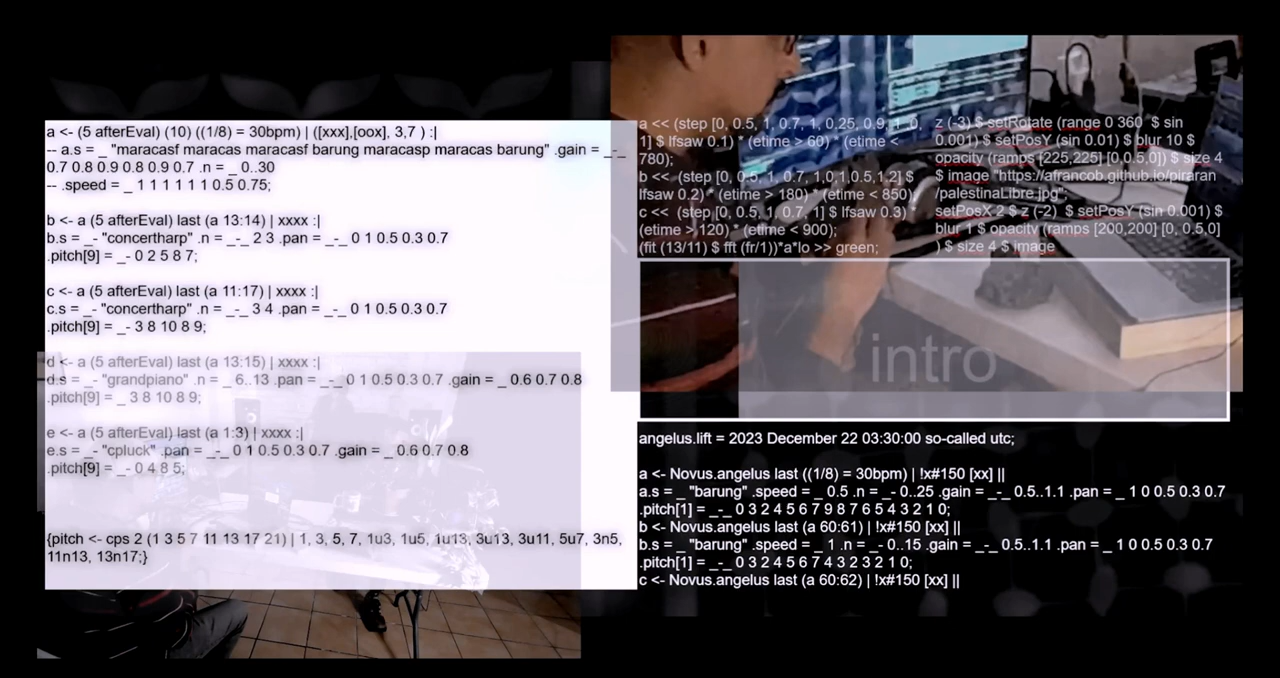 a <- (5 afterEval) (10) ((1/8) = 30bpm) | ([xxx],[oox], 3,7 ) :|
-- a.s = _ "maracasf maracas maracasf barung maracasp maracas barung" .gain = _-_
0.7 0.8 0.9 0.8 0.9 0.7 .n = _ 0..30
-- .speed = _ 1 1 1 1 1 1 0.5 0.75;
b <- a (5 afterEval) last (a 13:14) | xxxx :|
b.s = _- "concertharp" .n = _-_ 2 3 .pan = _-_ 0 1 0.5 0.3 0.7
.pitch[9] = _- 0 2 5 8 7;
c <- a (5 afterEval) last (a 11:17) | xxxx :|
c.s = _- "concertharp" .n = _-_ 3 4 .pan = _-_ 0 1 0.5 0.3 0.7
.pitch[9] = _- 3 8 10 8 9;
d <- a (5 afterEval) last (a 13:15) | xxxx :|
d.s = _- "grandpiano" .n = _ 6..13 .pan = _-_ 0 1 0.5 0.3 0.7 .gain = _ 0.6 0.7 0.8
.pitch[9] = _ 3 8 10 8 9;
e <- a (5 afterEval) last (a 1:3) | xxxx :|
e.s = _- "cpluck" .pan = _-_ 0 1 0.5 0.3 0.7 .gain = _ 0.6 0.7 0.8
.pitch[9] = _- 0 4 8 5;
{pitch <- cps 2 (1 3 5 7 11 13 17 21) | 1, 3, 5, 7, 1u3, 1u5, 1u13, 3u13, 3u11, 5u7, 3n5,
11n13, 13n17;}
a << (step [0, 0.5, 1, 0.7, 1, 0.25, 0.9, 1, 0,
1] $ lfsaw 0.1) * (etime > 60) * (etime <
780);
b << (step [0, 0.5, 1, 0.7, 1,0,1,0.5,1,2] $
lfsaw 0.2) * (etime > 180) * (etime < 850);
c << (step [0, 0.5, 1, 0.7, 1] $ lfsaw 0.3) *
(etime > 120) * (etime < 900);
(fit (13/11) $ fft (fr/1))*a*lo >> green;
z (-3) $ setRotate (range 0 360 $ sin
0.001) $ setPosY (sin 0.01) $ blur 10 $
opacity (ramps [225,225] [0,0.5,0]) $ size 4
$ image "https://afrancob.github.io/piraran
/palestinaLibre.jpg";
setPosX 2 $ z (-2) $ setPosY (sin 0.001) $
blur 1 $ opacity (ramps [200,200] [0, 0.5,0]
) $ size 4 $ image
intro
angelus.lift = 2023 December 22 03:30:00 so-called utc;
a <- Novus.angelus last ((1/8) = 30bpm) | !x#150 [xx] ||
a.s = _ "barung" .speed = _ 0.5 .n = _- 0..25 .gain = _-_ 0.5..1.1 .pan = _ 1 0 0.5 0.3 0.7
.pitch[1] = _-_ 0 3 2 4 5 6 7 9 8 7 6 5 4 3 2 1 0;
b <- Novus.angelus last (a 60:61) | !x#150 [xx] ||
b.s = _ "barung" .speed = _ 1 .n = _- 0..15 .gain = _-_ 0.5..1.1 .pan = _ 1 0 0.5 0.3 0.7
.pitch[1] = _-_ 0 3 2 4 5 6 7 4 3 2 3 2 1 0;
c <- Novus.angelus last (a 60:62) | !x#150 [xx] ||